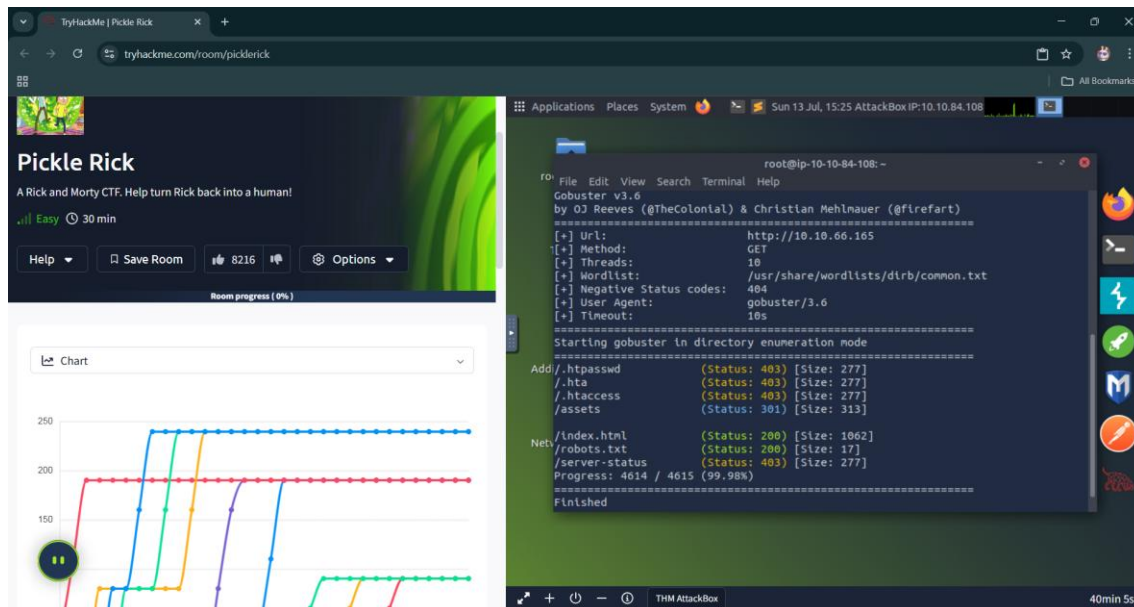 TryHackMe | Pickle Rick
tryhackme.com/room/picklerick
All Bookmarks
Pickle Rick
A Rick and Morty CTF. Help turn Rick back into a human!
Easy 30 min
Help Save Room 8216 Options
Room progress ( 0% )
Chart
250
200
150
Applications Places System Sun 13 Jul, 15:25 AttackBox IP:10.10.84.108
root@ip-10-10-84-108: ~
File Edit View Search Terminal Help
Gobuster v3.6
by OJ Reeves (@TheColonial) & Christian Mehlmauer (@firefart)
===============================================================
[+] Url: http://10.10.66.165
[+] Method: GET
[+] Threads: 10
[+] Wordlist: /usr/share/wordlists/dirb/common.txt
[+] Negative Status codes: 404
[+] User Agent: gobuster/3.6
[+] Timeout: 10s
===============================================================
Starting gobuster in directory enumeration mode
===============================================================
/.htpasswd (Status: 403) [Size: 277]
/.hta (Status: 403) [Size: 277]
/.htaccess (Status: 403) [Size: 277]
/assets (Status: 301) [Size: 313]
/index.html (Status: 200) [Size: 1062]
/robots.txt (Status: 200) [Size: 17]
/server-status (Status: 403) [Size: 277]
Progress: 4614 / 4615 (99.98%)
===============================================================
Finished
THM AttackBox
40min 5s